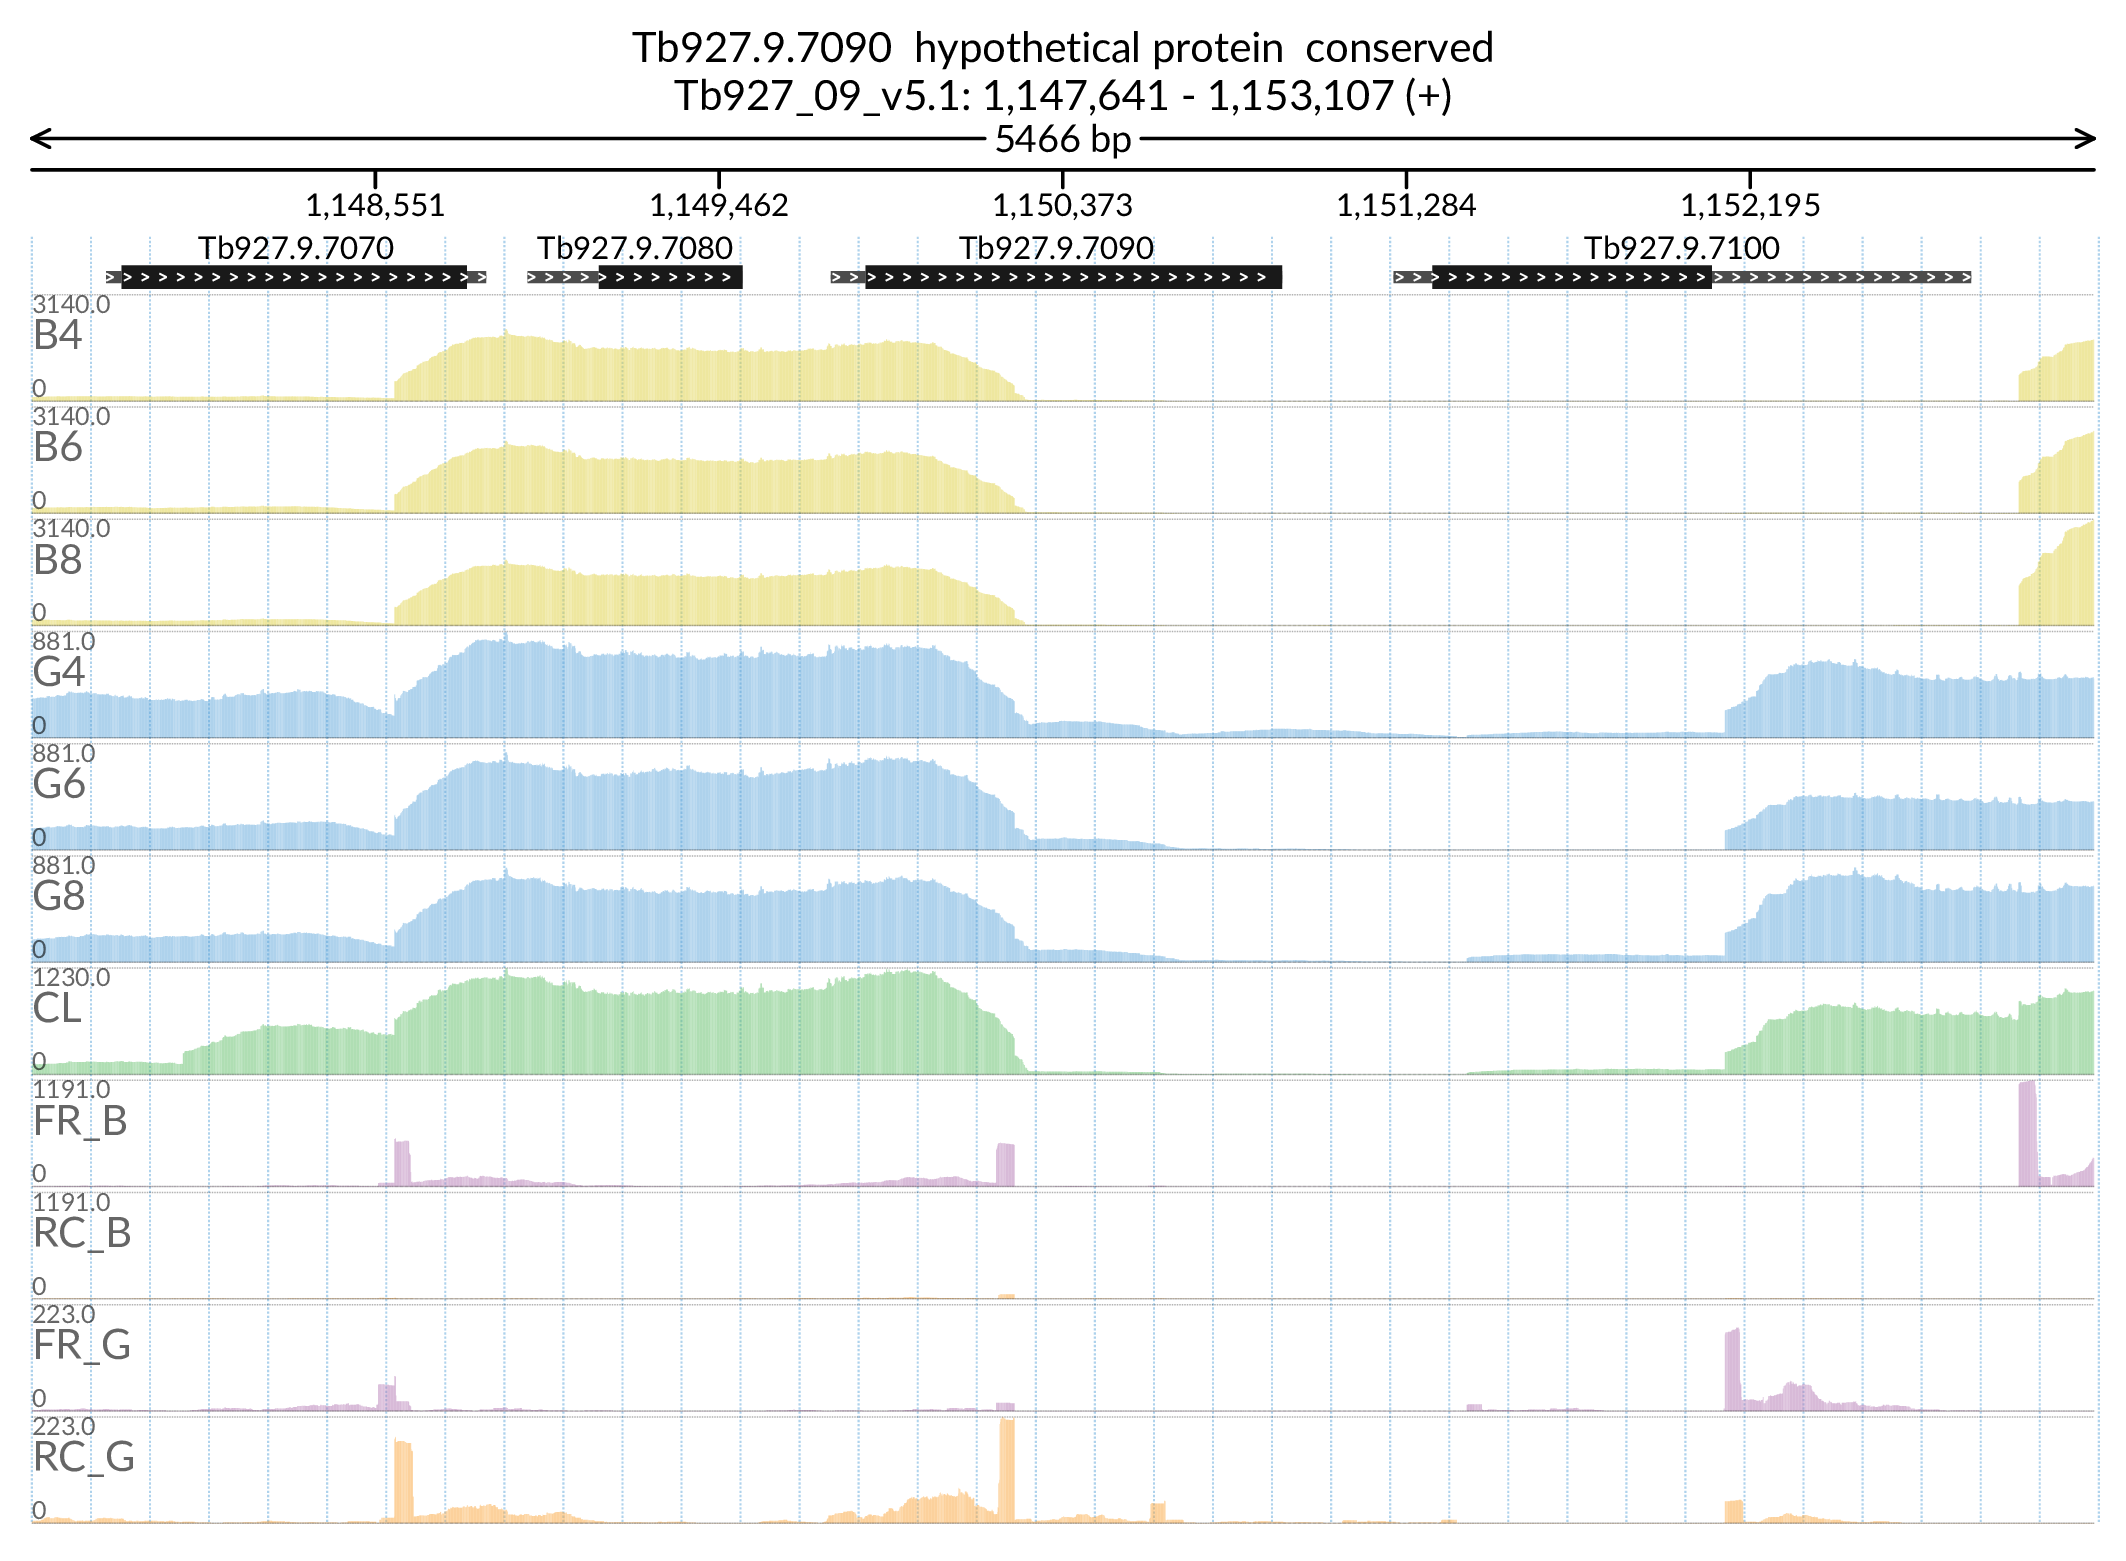 Tb927.9.7090 hypothetical protein conserved
Tb927_09_v5.1: 1,147,641 - 1,153,107 (+)
5466 bp
1,148,551 1,149,462 1,150,373 1,151,284 1,152,195
Tb927.9.7070 Tb927.9.7080 Tb927.9.7090 Tb927.9.7100
3140.0
B4
0
3140.0
B6
0
3140.0
B8
0
881.0
G4
0
881.0
G6
0
881.0
G8
0
1230.0
CL
0
1191.0
FR_B
0
1191.0
RC_B
0
223.0
FR_G
0
223.0
RC_G
0